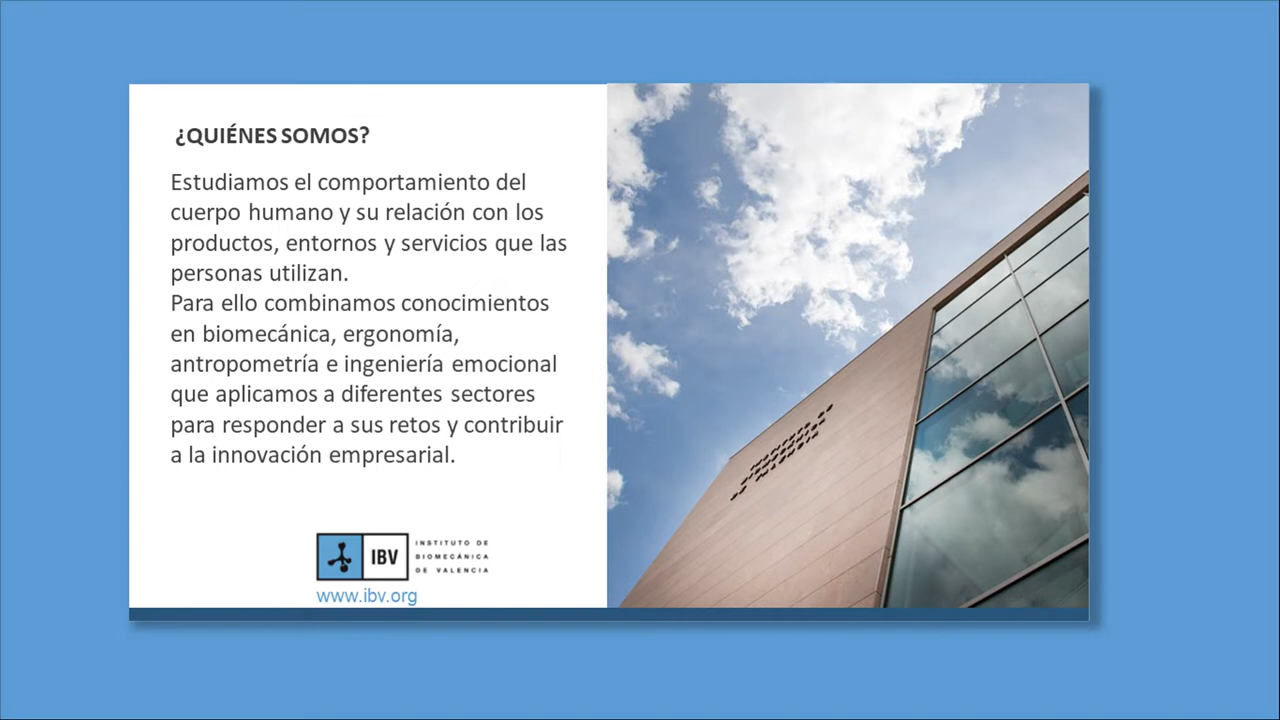 ¿QUIÉNES SOMOS?
Estudiamos el comportamiento del
cuerpo humano y su relación con los
productos, entornos y servicios que las
personas utilizan.
Para ello combinamos conocimientos
en biomecánica, ergonomía,
antropometría e ingeniería emocional
que aplicamos a diferentes sectores
para responder a sus retos y contribuir
a la innovación empresarial.
IBV
INSTITUTO DE
BIOMECÁNICA
DE VALENCIA
www.ibv.org